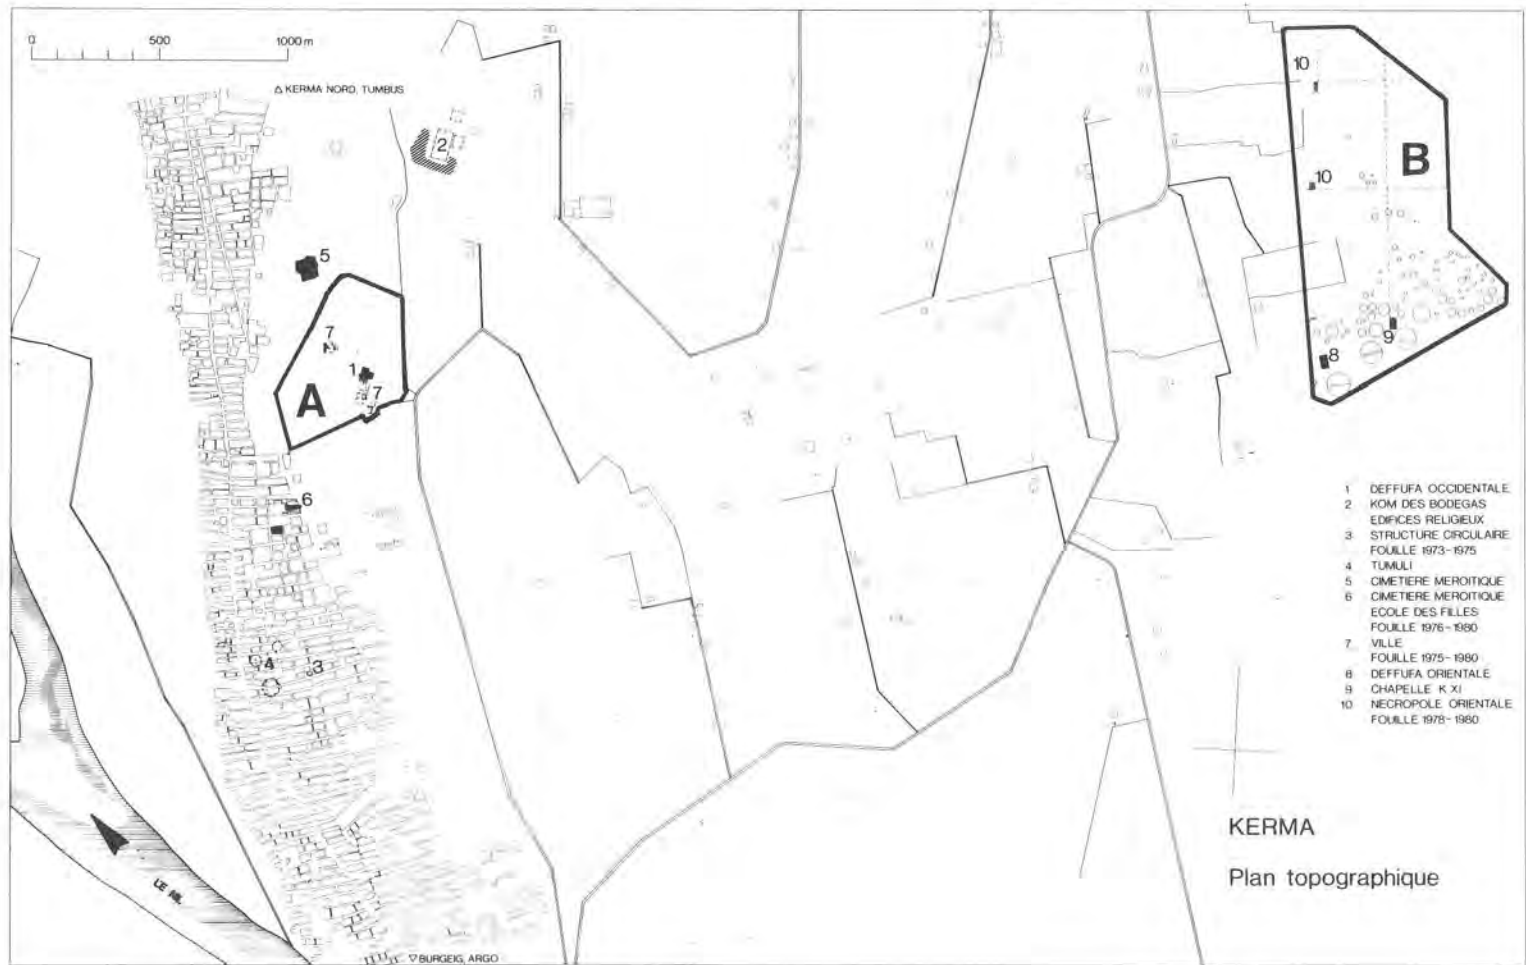 0 500 1000 m
△ KERMA NORD, TUMBUS
2
5
7
1
7
7
A
6
4
3
LE NIL
▽ BURGEIG, ARGO
10
10
B
9
8
1 DEFFUFA OCCIDENTALE
2 KOM DES BODEGAS
EDIFICES RELIGIEUX
3 STRUCTURE CIRCULAIRE
FOUILLE 1973-1975
4 TUMULI
5 CIMETIERE MEROITIQUE
6 CIMETIERE MEROITIQUE
ECOLE DES FILLES
FOUILLE 1976-1980
7 VILLE
FOUILLE 1975-1980
8 DEFFUFA ORIENTALE
9 CHAPELLE K XI
10 NECROPOLE ORIENTALE
FOUILLE 1978-1980
KERMA
Plan topographique